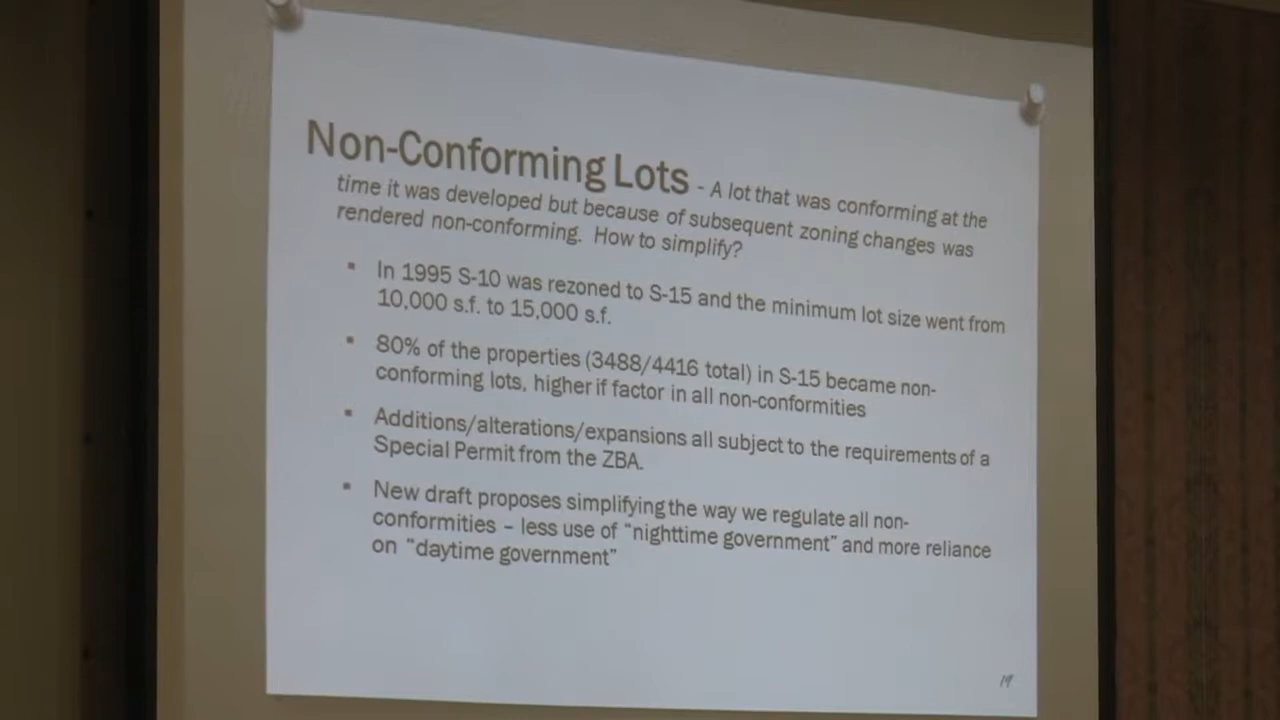 Non-Conforming Lots - A lot that was conforming at the
time it was developed but because of subsequent zoning changes was
rendered non-conforming. How to simplify?
▪ In 1995 S-10 was rezoned to S-15 and the minimum lot size went from
10,000 s.f. to 15,000 s.f.
▪ 80% of the properties (3488/4416 total) in S-15 became non-
conforming lots, higher if factor in all non-conformities
▪ Additions/alterations/expansions all subject to the requirements of a
Special Permit from the ZBA.
▪ New draft proposes simplifying the way we regulate all non-
conformities – less use of “nighttime government” and more reliance
on “daytime government”
19